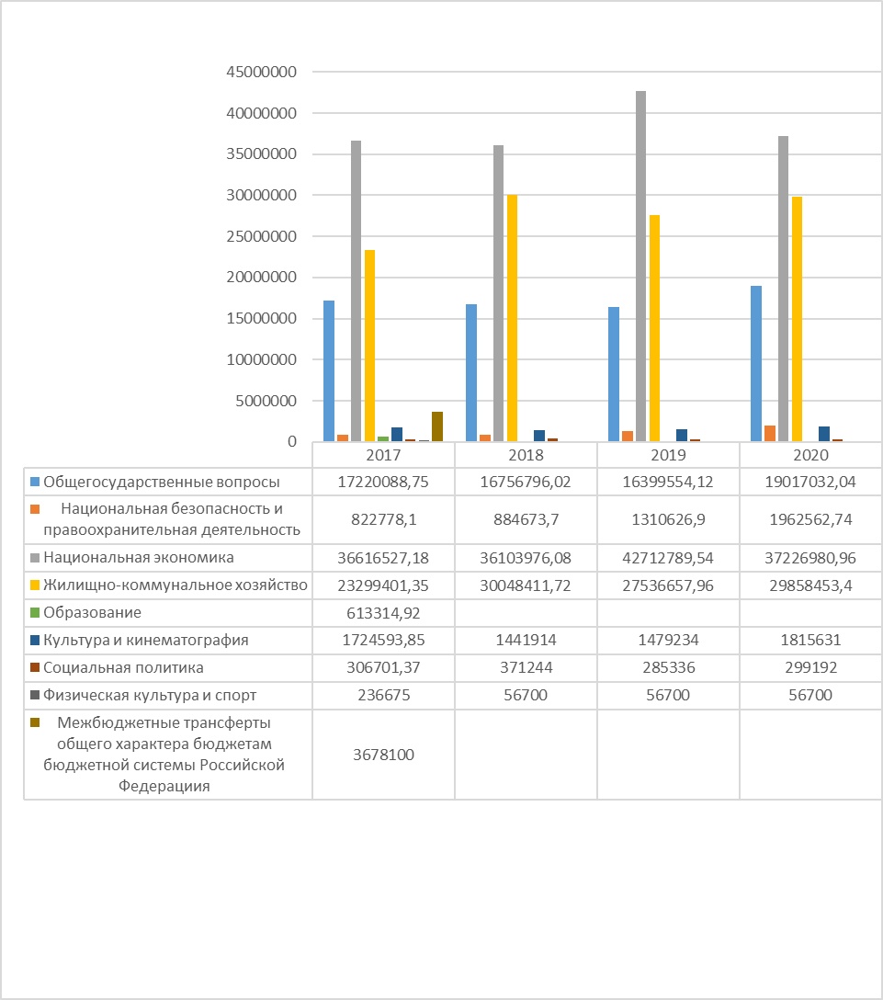 45000000
40000000
35000000
30000000
25000000
20000000
15000000
10000000
5000000
0
2017 2018 2019 2020
Общегосударственные вопросы 17220088,75 16756796,02 16399554,12 19017032,04
Национальная безопасность и
правоохранительная деятельность 822778,1 884673,7 1310626,9 1962562,74
Национальная экономика 36616527,18 36103976,08 42712789,54 37226980,96
Жилищно-коммунальное хозяйство 23299401,35 30048411,72 27536657,96 29858453,4
Образование 613314,92
Культура и кинематография 1724593,85 1441914 1479234 1815631
Социальная политика 306701,37 371244 285336 299192
Физическая культура и спорт 236675 56700 56700 56700
Межбюджетные трансферты
общего характера бюджетам
бюджетной системы Российской
Федерациия 3678100